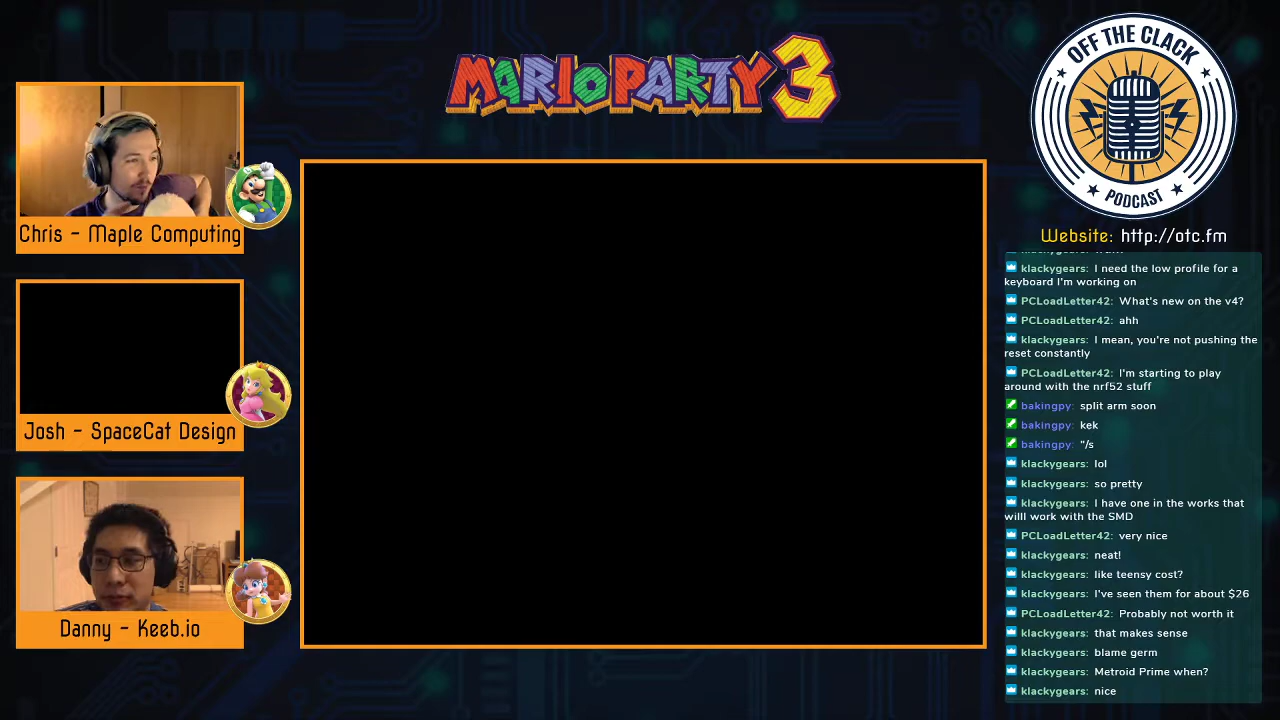 MARIO PARTY 3
OFF THE CLACK
PODCAST
Website: http://otc.fm
Chris - Maple Computing
Josh - SpaceCat Design
Danny - Keeb.io
klackygears: I need the low profile for a
keyboard I'm working on
PCLoadLetter42: What's new on the v4?
PCLoadLetter42: ahh
klackygears: I mean, you're not pushing the
reset constantly
PCLoadLetter42: I'm starting to play
around with the nrf52 stuff
bakingpy: split arm soon
bakingpy: kek
bakingpy: "/s
klackygears: lol
klackygears: so pretty
klackygears: I have one in the works that
willl work with the SMD
PCLoadLetter42: very nice
klackygears: neat!
klackygears: like teensy cost?
klackygears: I've seen them for about $26
PCLoadLetter42: Probably not worth it
klackygears: that makes sense
klackygears: blame germ
klackygears: Metroid Prime when?
klackygears: nice